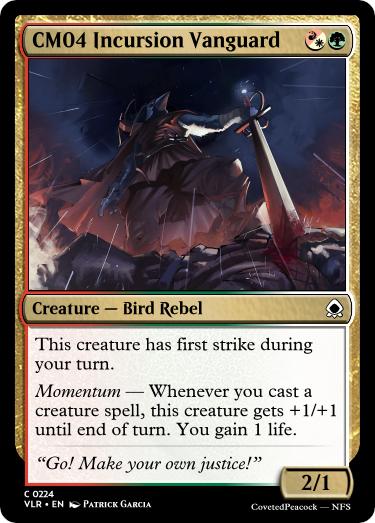 CM04 Incursion Vanguard
Creature — Bird Rebel
This creature has first strike during
your turn.
Momentum — Whenever you cast a
creature spell, this creature gets +1/+1
until end of turn. You gain 1 life.
“Go! Make your own justice!”
2/1
C 0224
VLR • EN Patrick Garcia
CovetedPeacock — NFS